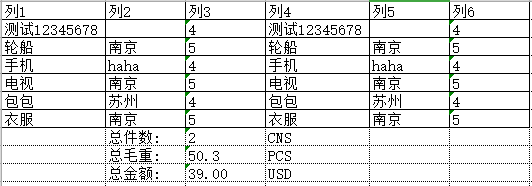 列1 列2 列3 列4 列5 列6
测试12345678 4 测试12345678 4
轮船 南京 5 轮船 南京 5
手机 haha 4 手机 haha 4
电视 南京 5 电视 南京 5
包包 苏州 4 包包 苏州 4
衣服 南京 5 衣服 南京 5
总件数: 2 CNS
总毛重: 50.3 PCS
总金额: 39.00 USD